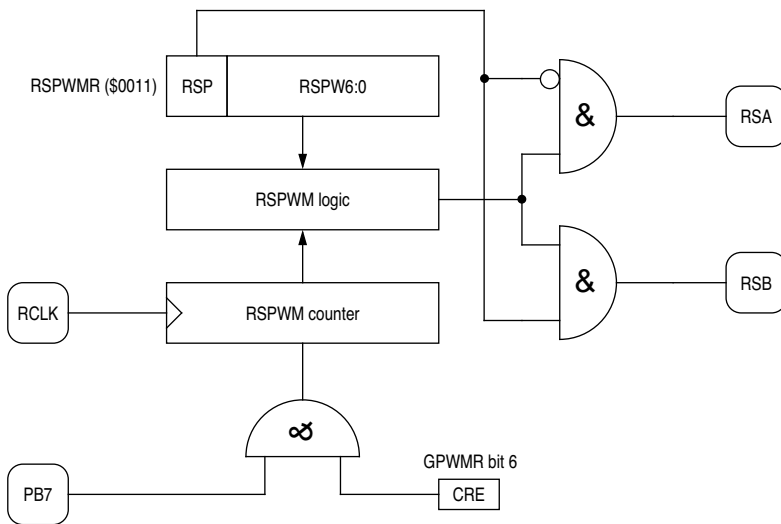 RSPWMR ($0011)
RSP
RSPW6:0
&
RSA
RSPWM logic
RCLK
RSPWM counter
&
RSB
&
GPWMR bit 6
PB7
CRE